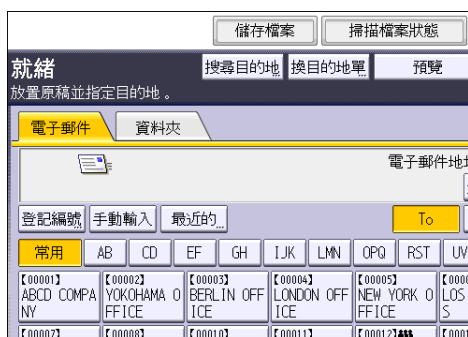 儲存檔案 掃描檔案狀態
就緒 搜尋目的地 換目的地單 預覽
放置原稿並指定目的地。
電子郵件 資料夾
電子郵件地
登記編號 手動輸入 最近的 To
常用 AB CD EF GH IJK LMN OPQ RST UV
【00001】 【00002】 【00003】 【00004】 【00005】
ABCD COMPA YOKOHAMA O BERLIN OFF LONDON OFF NEW YORK O LOS
NY FFICE ICE ICE FFICE S
【00007】 【00008】 【00010】 【00011】 【00012】